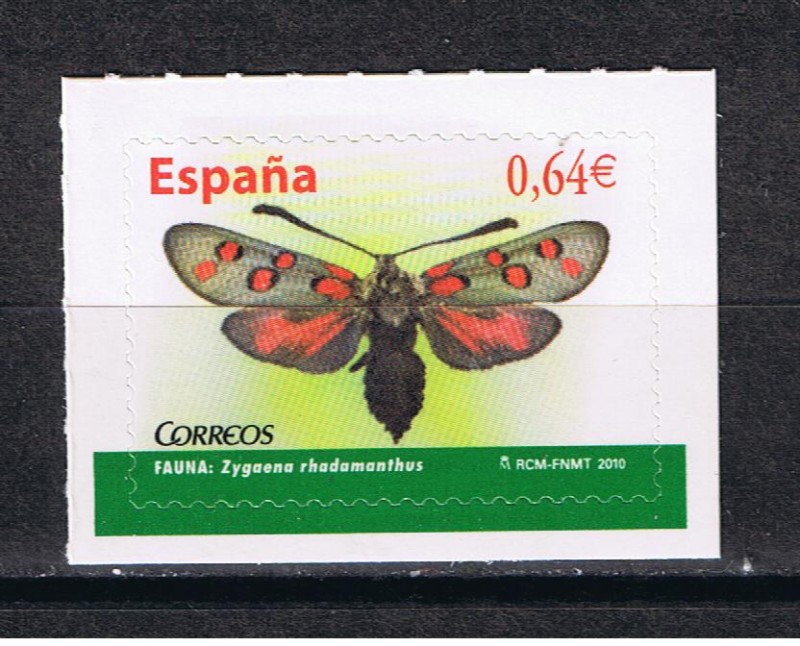 España 0,64€
CORREOS
FAUNA: Zygaena rhadamanthus RCM-FNMT 2010